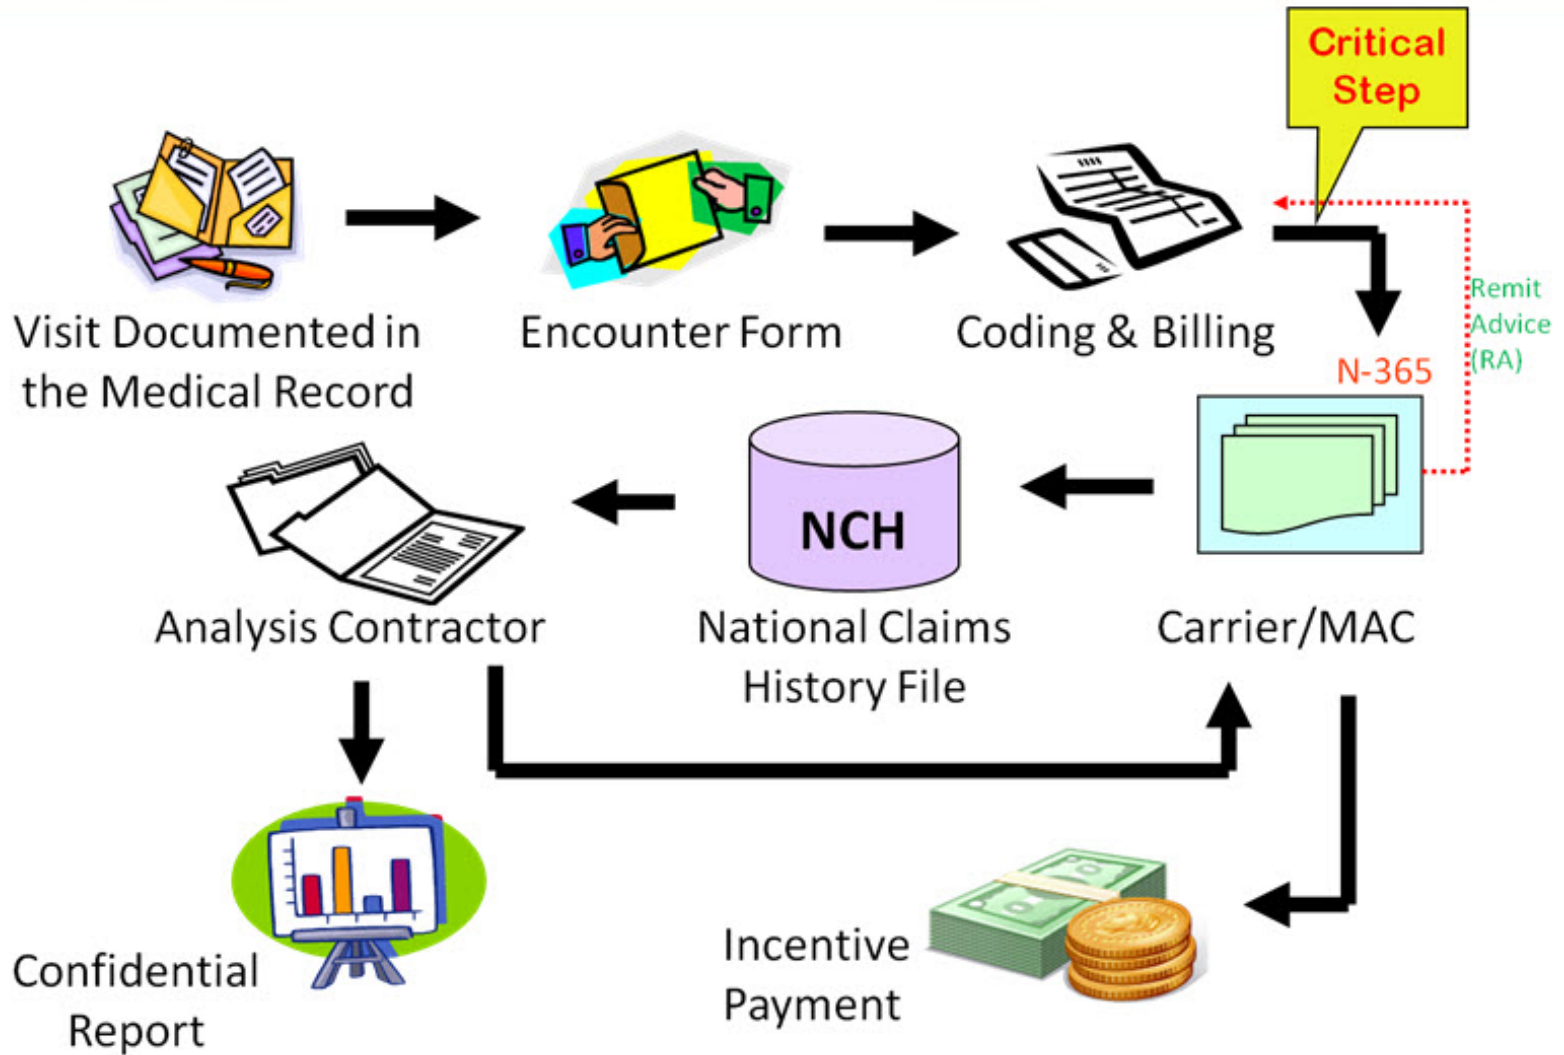 Critical
Step
Visit Documented in
the Medical Record
Encounter Form
Coding & Billing
Remit
Advice
(RA)
N-365
NCH
Analysis Contractor
National Claims
History File
Carrier/MAC
Confidential
Report
Incentive
Payment